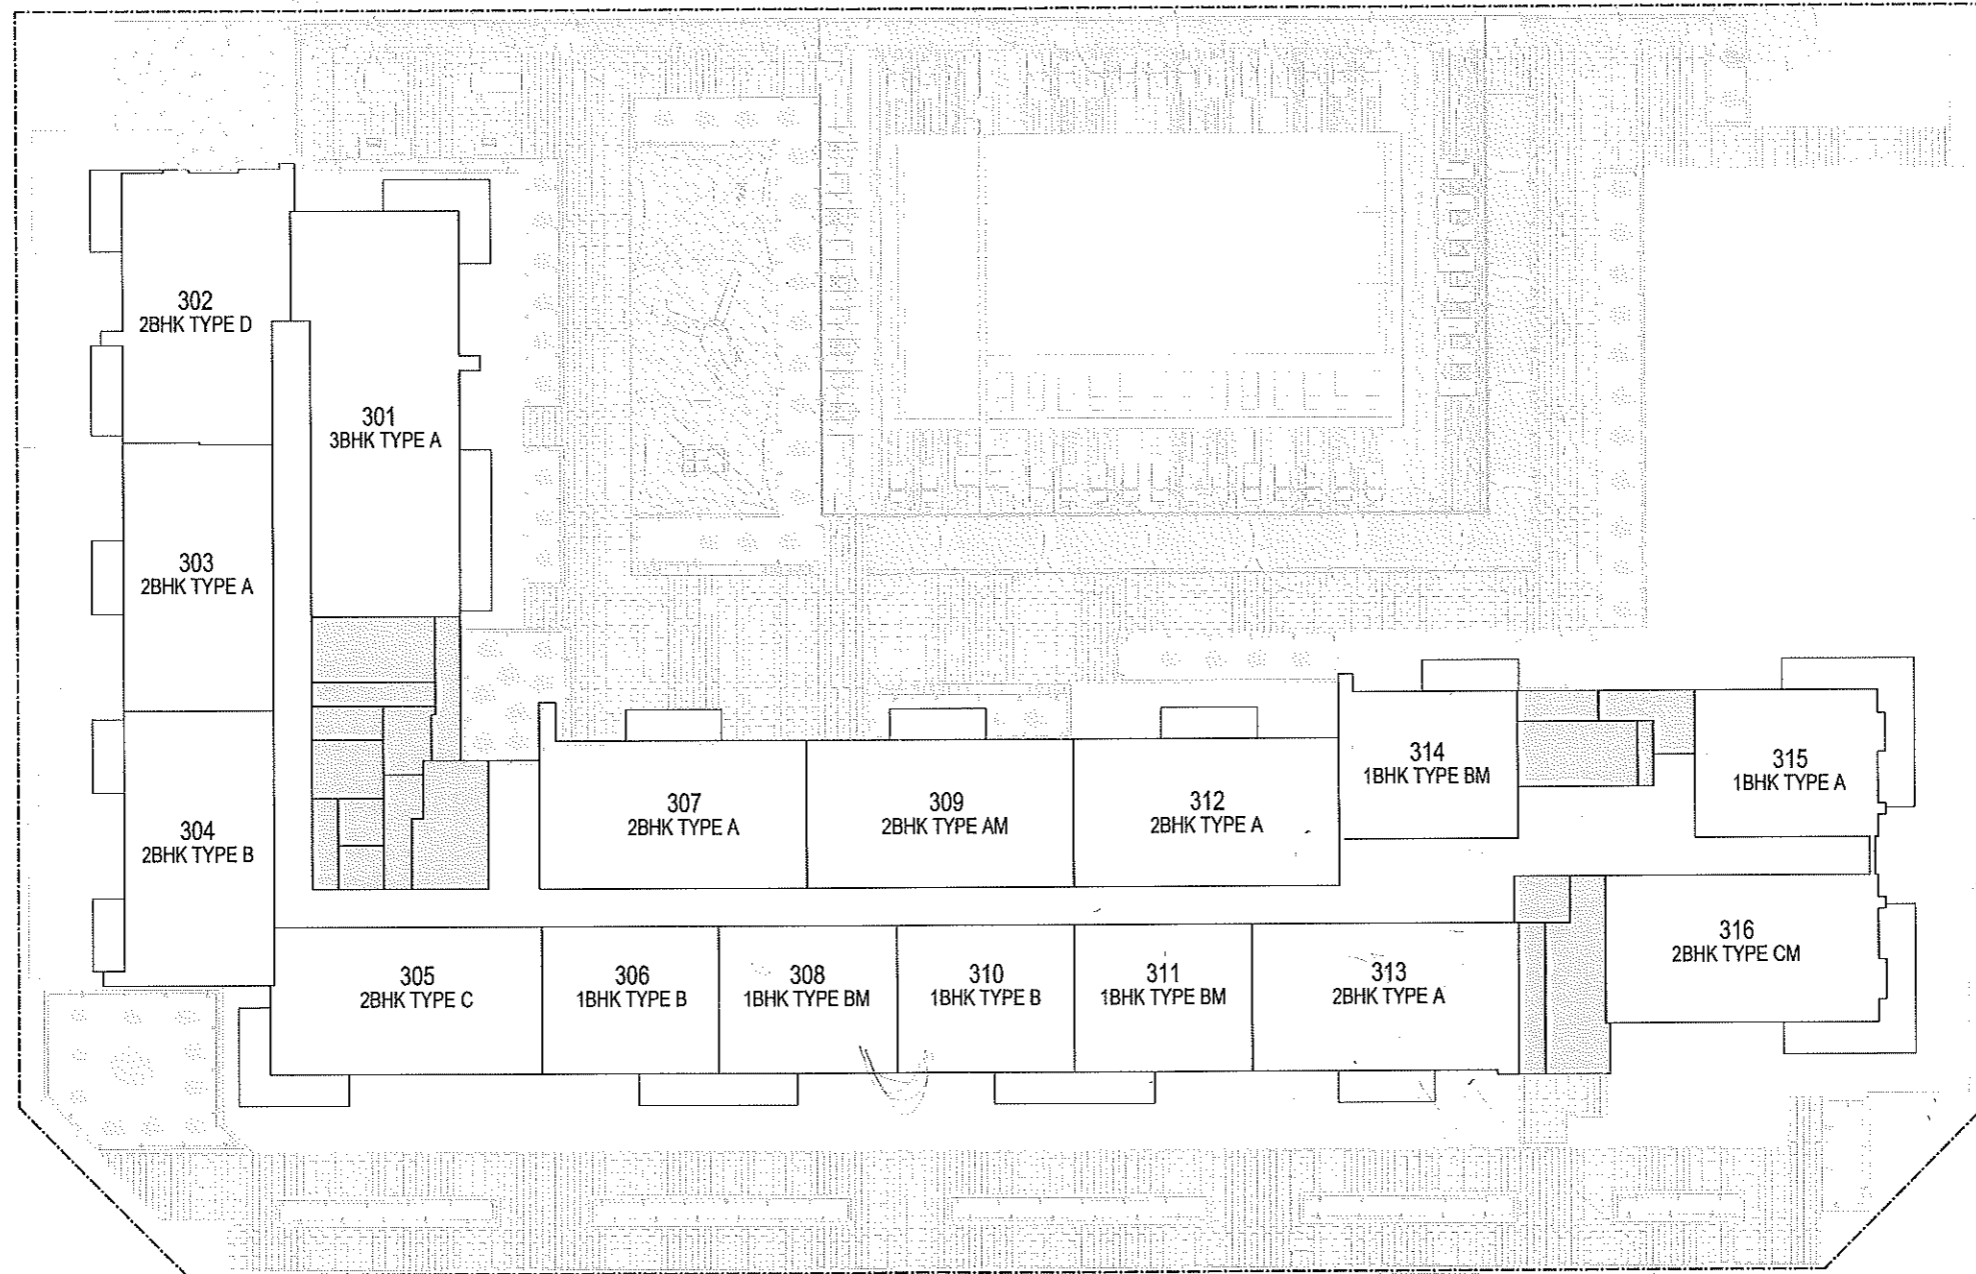 302
2BHK TYPE D
301
3BHK TYPE A
303
2BHK TYPE A
304
2BHK TYPE B
307
2BHK TYPE A
309
2BHK TYPE AM
312
2BHK TYPE A
314
1BHK TYPE BM
315
1BHK TYPE A
305
2BHK TYPE C
306
1BHK TYPE B
308
1BHK TYPE BM
310
1BHK TYPE B
311
1BHK TYPE BM
313
2BHK TYPE A
316
2BHK TYPE CM